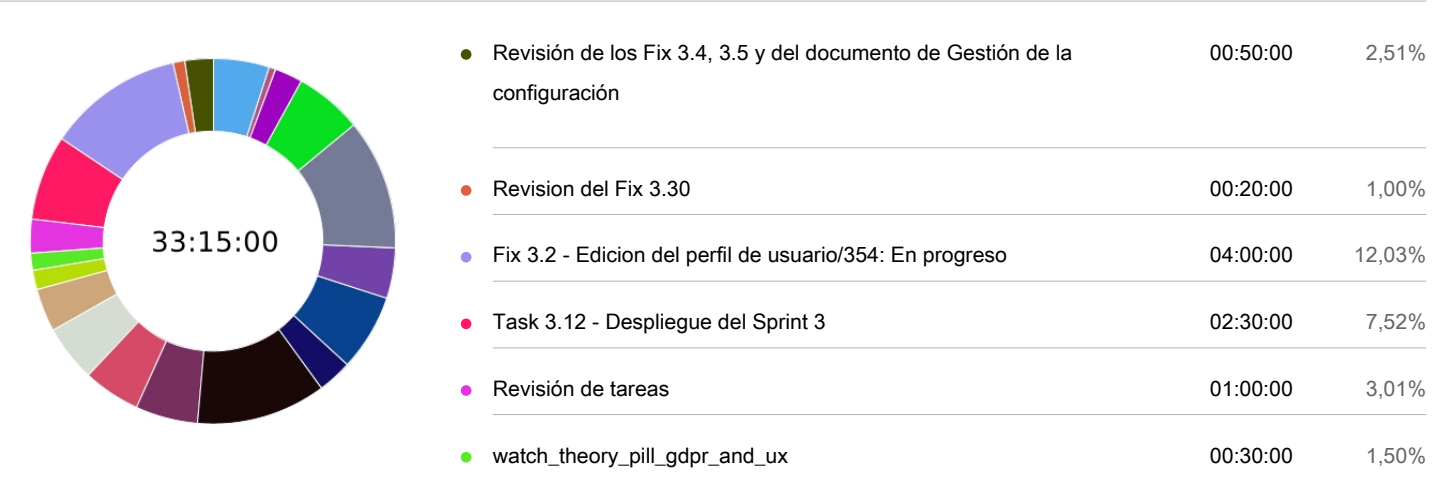 33:15:00
Revisión de los Fix 3.4, 3.5 y del documento de Gestión de la 00:50:00 2,51%
configuración
Revision del Fix 3.30 00:20:00 1,00%
Fix 3.2 - Edicion del perfil de usuario/354: En progreso 04:00:00 12,03%
Task 3.12 - Despliegue del Sprint 3 02:30:00 7,52%
Revisión de tareas 01:00:00 3,01%
watch_theory_pill_gdpr_and_ux 00:30:00 1,50%